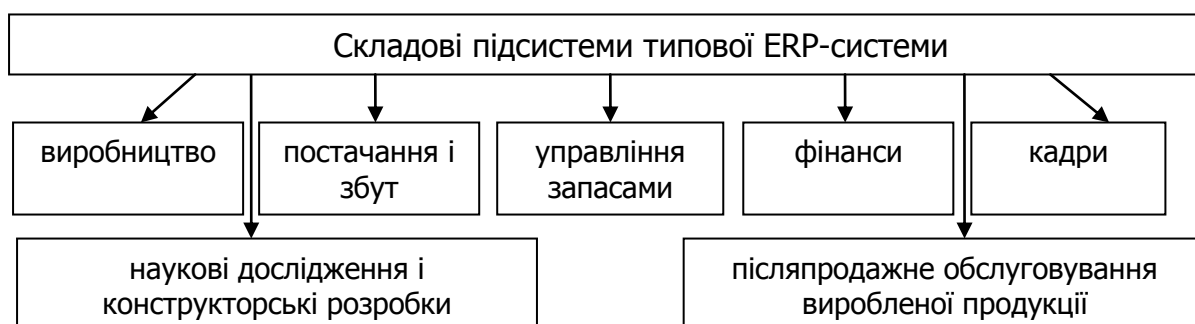 Складові підсистеми типової ERP-системи
виробництво
постачання і
збут
управління
запасами
фінанси
кадри
наукові дослідження і
конструкторські розробки
післяпродажне обслуговування
виробленої продукції